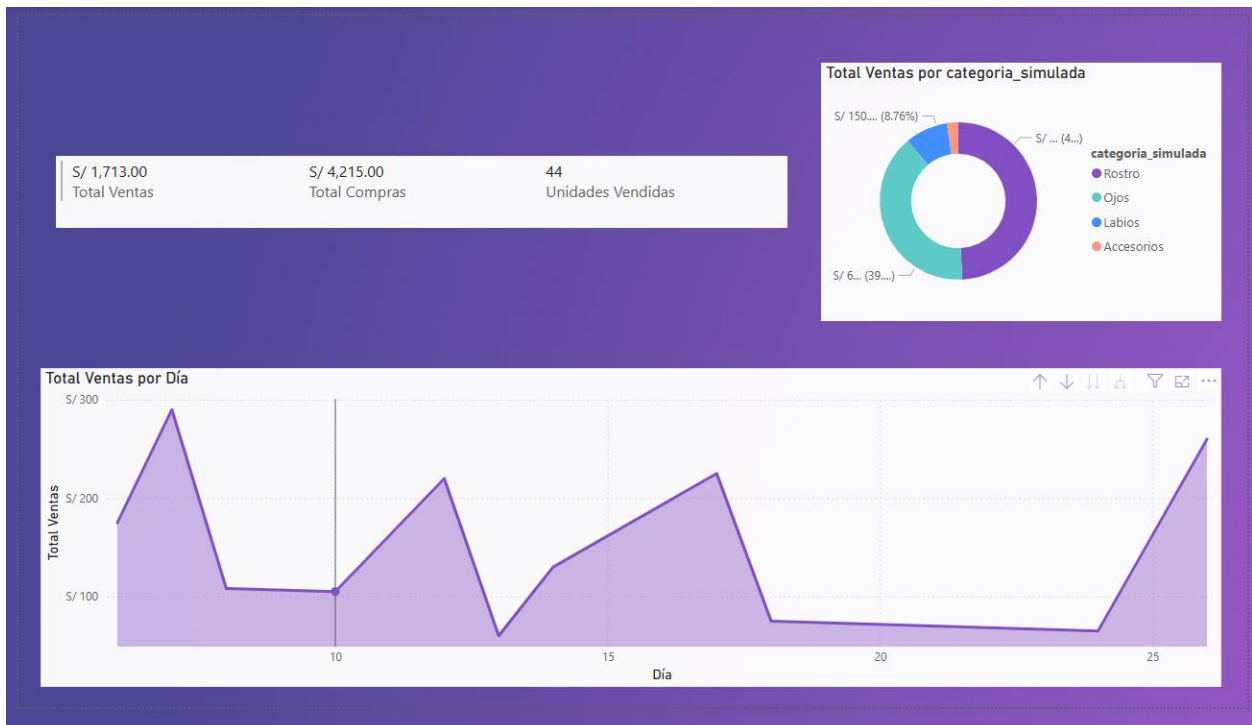 S/ 1,713.00
Total Ventas
S/ 4,215.00
Total Compras
44
Unidades Vendidas
Total Ventas por categoria_simulada
S/ 150.... (8.76%)
S/ ... (4...)
S/ 6... (39....)
categoria_simulada
Rostro
Ojos
Labios
Accesorios
Total Ventas por Día
Total Ventas
S/ 300
S/ 200
S/ 100
10
15
20
25
Día